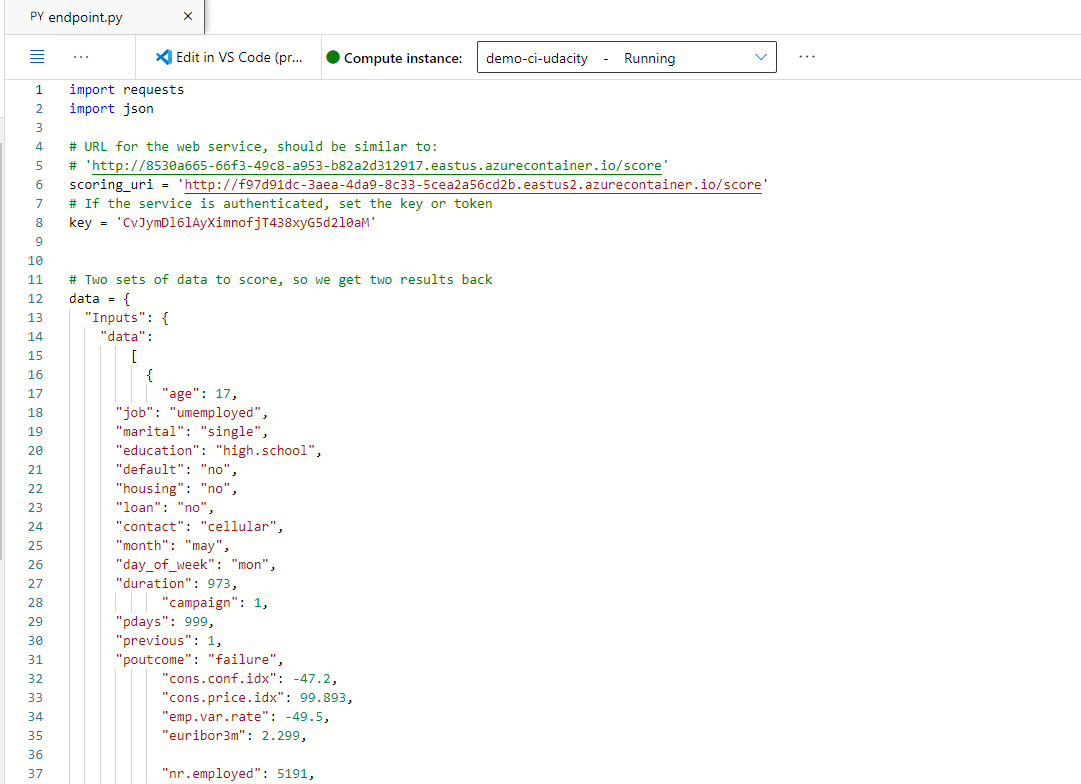 PY endpoint.py ×
··· Edit in VS Code (pr... Compute instance: demo-ci-udacity - Running ···
1 import requests
2 import json
3
4 # URL for the web service, should be similar to:
5 # 'http://8530a665-66f3-49c8-a953-b82a2d312917.eastus.azurecontainer.io/score'
6 scoring_uri = 'http://f97d91dc-3aea-4da9-8c33-5cea2a56cd2b.eastus2.azurecontainer.io/score'
7 # If the service is authenticated, set the key or token
8 key = 'CvJymDl6lAyXimnofjT438xyG5d2l0aM'
9
10
11 # Two sets of data to score, so we get two results back
12 data = {
13 "Inputs": {
14 "data":
15 [
16 {
17 "age": 17,
18 "job": "umemployed",
19 "marital": "single",
20 "education": "high.school",
21 "default": "no",
22 "housing": "no",
23 "loan": "no",
24 "contact": "cellular",
25 "month": "may",
26 "day_of_week": "mon",
27 "duration": 973,
28 "campaign": 1,
29 "pdays": 999,
30 "previous": 1,
31 "poutcome": "failure",
32 "cons.conf.idx": -47.2,
33 "cons.price.idx": 99.893,
34 "emp.var.rate": -49.5,
35 "euribor3m": 2.299,
36
37 "nr.employed": 5191,